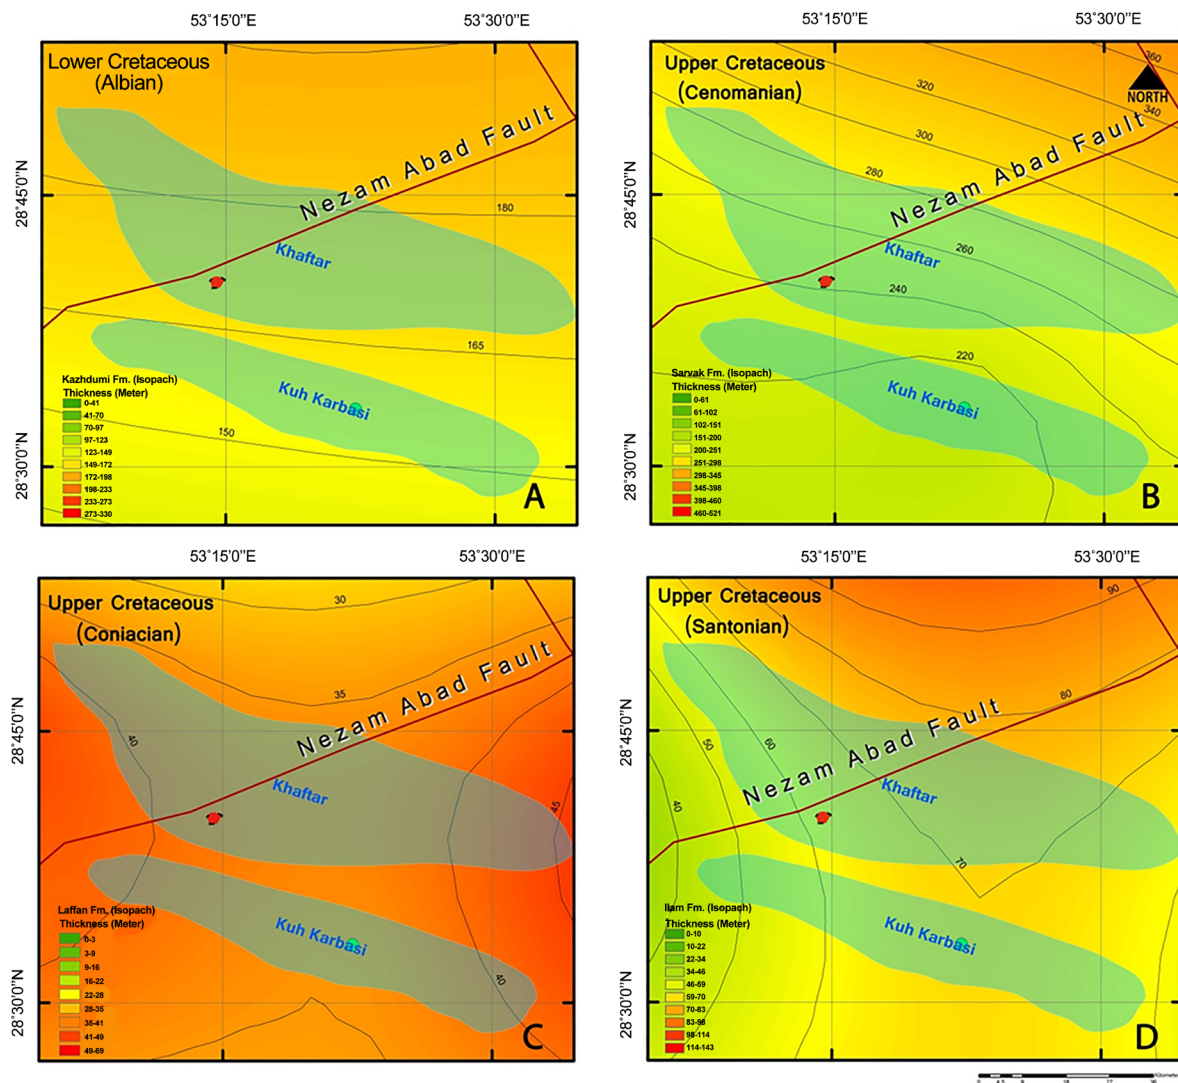 53°15'0"E
53°30'0"E
53°15'0"E
53°30'0"E
28°45'0"N
28°30'0"N
Lower Cretaceous
(Albian)
Nezam Abad Fault
180
Khaftar
165
Kuh Karbasi
150
Kazhdumi Fm. (Isopach)
Thickness (Meter)
0-41
41-70
70-97
97-123
123-149
149-172
172-198
198-233
233-273
273-330
A
28°45'0"N
28°30'0"N
Upper Cretaceous
(Cenomanian)
360
NORTH
340
320
300
Nezam Abad Fault
280
260
Khaftar
240
220
Kuh Karbasi
Sarvak Fm. (Isopach)
Thickness (Meter)
0-61
61-102
102-151
151-200
200-251
251-298
298-345
345-398
398-460
460-521
B
53°15'0"E
53°30'0"E
53°15'0"E
53°30'0"E
28°45'0"N
28°30'0"N
Upper Cretaceous
(Coniacian)
30
35
Nezam Abad Fault
40
Khaftar
45
Kuh Karbasi
40
Laffan Fm. (Isopach)
Thickness (Meter)
0-3
3-9
9-16
16-22
22-28
28-35
35-41
41-49
49-69
C
28°45'0"N
28°30'0"N
Upper Cretaceous
(Santonian)
90
80
Nezam Abad Fault
50
60
Khaftar
40
70
Kuh Karbasi
Ilam Fm. (Isopach)
Thickness (Meter)
0-10
10-22
22-34
34-46
46-59
59-70
70-83
83-98
98-114
114-143
D